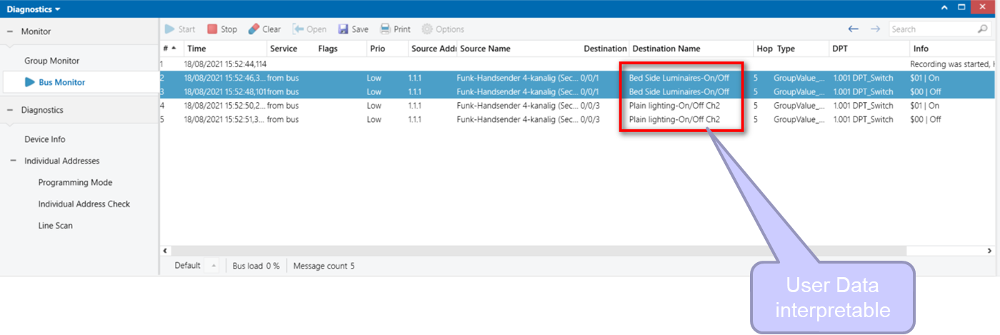 Diagnostics
Monitor
Group Monitor
Bus Monitor
Diagnostics
Device Info
Individual Addresses
Programming Mode
Individual Address Check
Line Scan
Start Stop Clear Open Save Print Options Search
# Time Service Flags Prio Source Addr Source Name Destination Destination Name Hop Type DPT Info
1 18/08/2021 15:52:44,114 Recording was started, H
2 18/08/2021 15:52:46,3... from bus Low 1.1.1 Funk-Handsender 4-kanalig (Sec... 0/0/1 Bed Side Luminaires-On/Off 5 GroupValue_... 1.001 DPT_Switch $01 | On
3 18/08/2021 15:52:48,101 from bus Low 1.1.1 Funk-Handsender 4-kanalig (Sec... 0/0/1 Bed Side Luminaires-On/Off 5 GroupValue_... 1.001 DPT_Switch $00 | Off
4 18/08/2021 15:52:50,2... from bus Low 1.1.1 Funk-Handsender 4-kanalig (Sec... 0/0/3 Plain lighting-On/Off Ch2 5 GroupValue_... 1.001 DPT_Switch $01 | On
5 18/08/2021 15:52:51,3... from bus Low 1.1.1 Funk-Handsender 4-kanalig (Sec... 0/0/3 Plain lighting-On/Off Ch2 5 GroupValue_... 1.001 DPT_Switch $00 | Off
Default Bus load 0 % Message count 5
User Data
interpretable